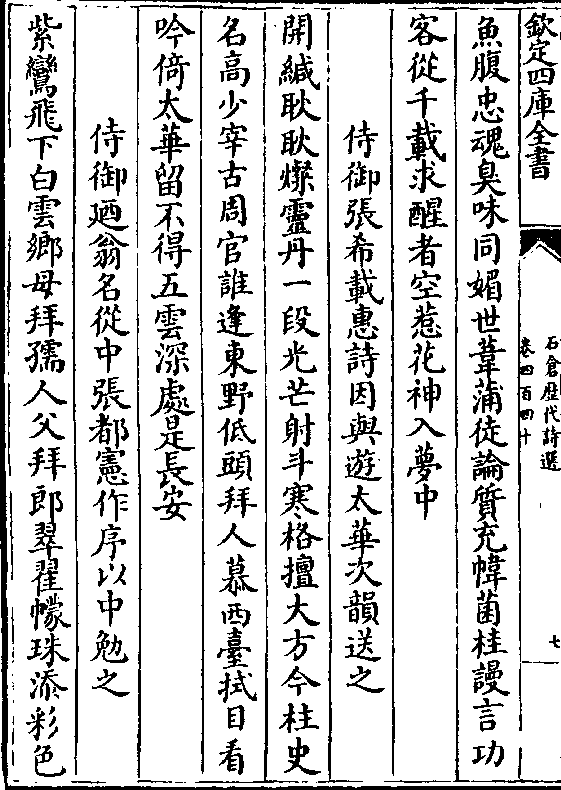 欽定四庫全書
石倉歴代詩選
卷四百四十
七
魚腹忠魂臭味同媚世葦蒲徒論質充幃菌桂謾言功
客從千載求醒者空惹花神入夢中
侍御張希載惠詩因與遊太華次韻送之
開緘耿耿燦靈丹一段光芒射斗寒格擅大方今柱史
名高少宰古周官誰逢東野低頭拜人慕西臺拭目看
吟倚太華留不得五雲深處是長安
侍御廼翁名從中張都憲作序以中勉之
紫鸞飛下白雲鄉母拜孺人父拜郎翠翟幪珠添彩色